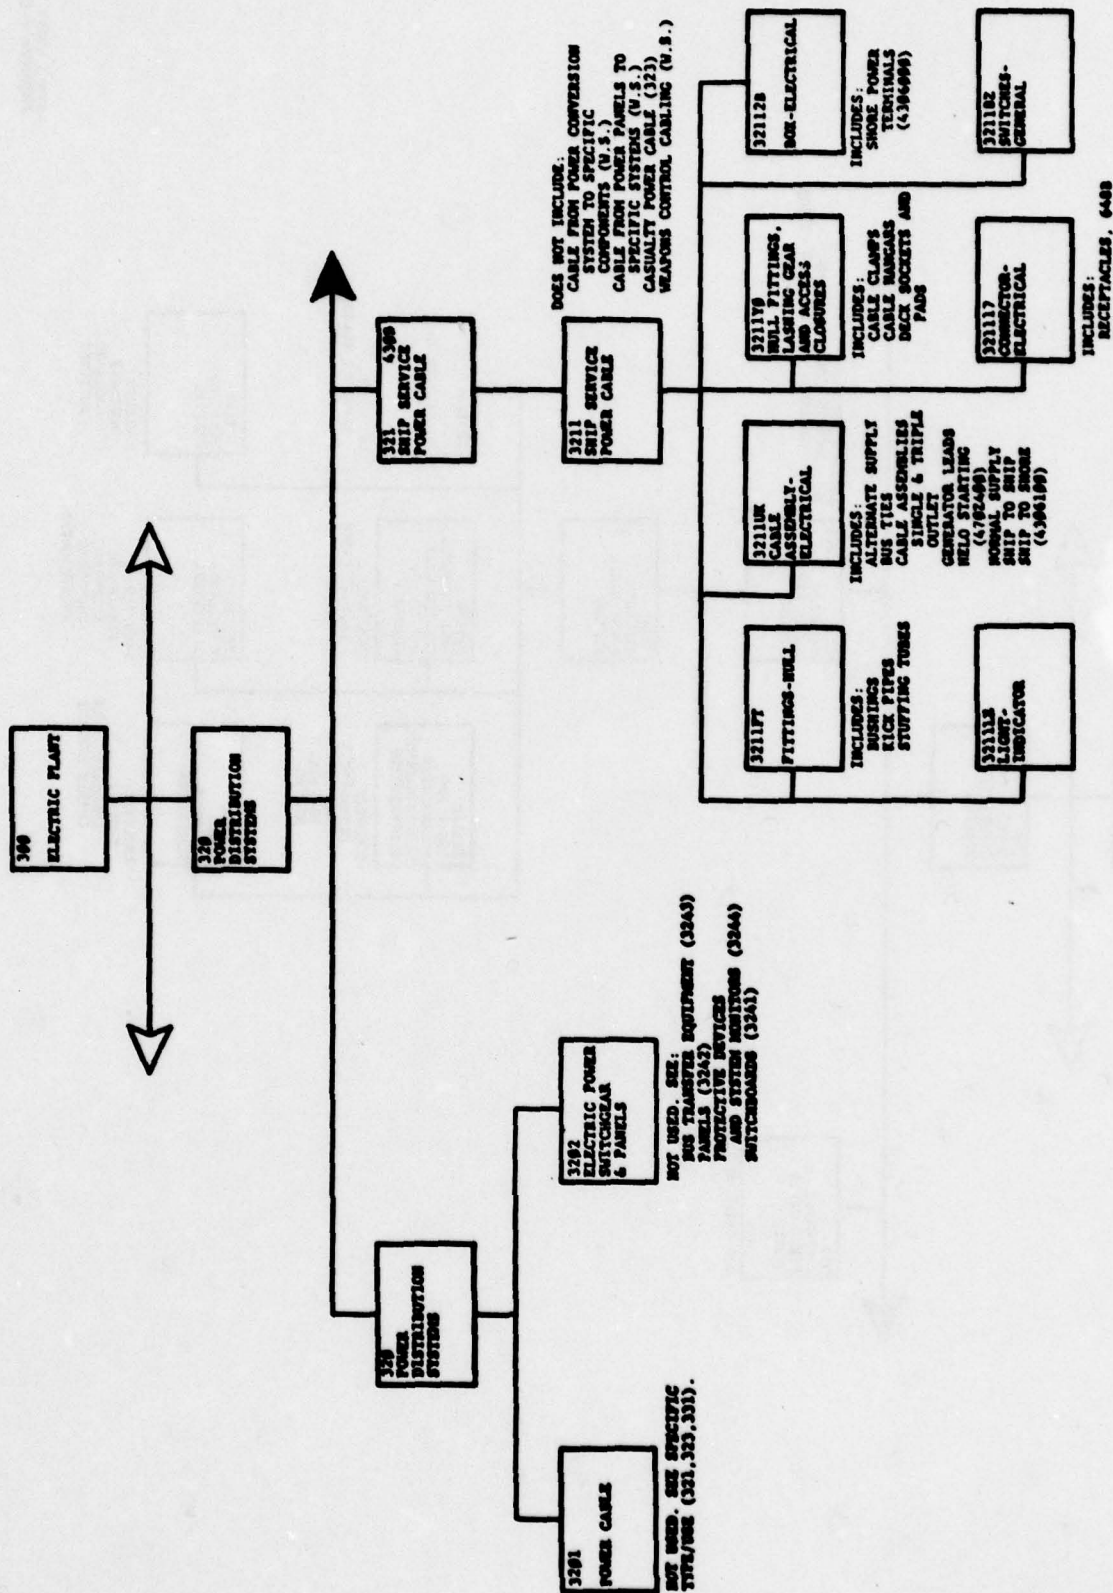 300
ELECTRIC PLANT
320
POWER
DISTRIBUTION
SYSTEMS
320
POWER
DISTRIBUTION
SYSTEMS
321 4300
SHIP SERVICE
POWER CABLE
3201
POWER CABLE
NOT USED. SEE SPECIFIC
TYPE/USE (321,323,331).
3202
ELECTRIC POWER
SWITCHGEAR
& PANELS
NOT USED. SEE:
BUS TRANSFER EQUIPMENT (3243)
PANELS (3242)
PROTECTIVE DEVICES
AND SYSTEM MONITORS (3244)
SWITCHBOARDS (3241)
3211
SHIP SERVICE
POWER CABLE
DOES NOT INCLUDE:
CABLE FROM POWER CONVERSION
SYSTEM TO SPECIFIC
COMPONENTS (W.S.)
CABLE FROM POWER PANELS TO
SPECIFIC SYSTEMS (W.S.)
CASUALTY POWER CABLE (323)
WEAPONS CONTROL CABLING (W.S.)
3211FT
FITTINGS-HULL
INCLUDES:
BUSHINGS
KICK PIPES
STUFFING TUBES
3211UK
CABLE
ASSEMBLY-
ELECTRICAL
INCLUDES:
ALTERNATE SUPPLY
BUS TIES
CABLE ASSEMBLIES
SINGLE & TRIPLE
OUTLET
GENERATOR LEADS
HELO STARTING
(4702400)
NORMAL SUPPLY
SHIP TO SHIP
SHIP TO SHORE
(4306100)
3211Y0
HULL FITTINGS,
LASHING GEAR
AND ACCESS
CLOSURES
INCLUDES:
CABLE CLAMPS
CABLE HANGARS
DECK SOCKETS AND
PADS
32112B
BOX-ELECTRICAL
INCLUDES:
SHORE POWER
TERMINALS
(4306000)
LIGHT-
INDICATOR
321117
CONNECTOR-
ELECTRICAL
INCLUDES:
RECEPTACLES, 440B
3211BZ
SWITCHES-
GENERAL